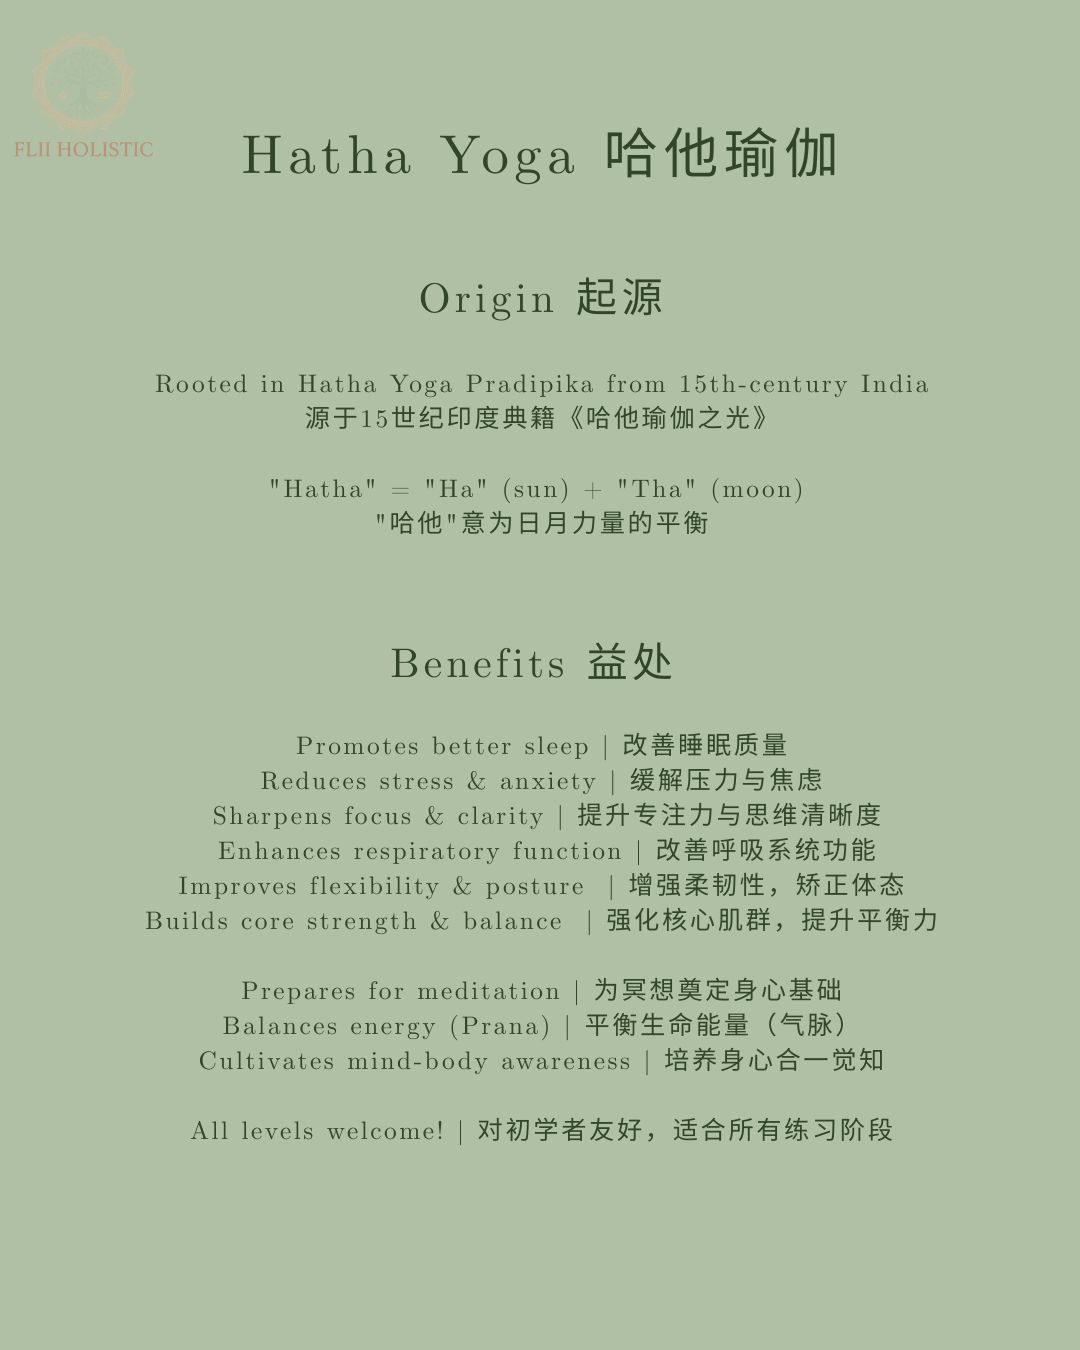 FLII HOLISTIC
Hatha Yoga 哈他瑜伽
Origin 起源
Rooted in Hatha Yoga Pradipika from 15th-century India
源于15世纪印度典籍《哈他瑜伽之光》
"Hatha" = "Ha" (sun) + "Tha" (moon)
"哈他"意为日月力量的平衡
Benefits 益处
Promotes better sleep | 改善睡眠质量
Reduces stress & anxiety | 缓解压力与焦虑
Sharpens focus & clarity | 提升专注力与思维清晰度
Enhances respiratory function | 改善呼吸系统功能
Improves flexibility & posture | 增强柔韧性，矫正体态
Builds core strength & balance | 强化核心肌群，提升平衡力
Prepares for meditation | 为冥想奠定身心基础
Balances energy (Prana) | 平衡生命能量（气脉）
Cultivates mind-body awareness | 培养身心合一觉知
All levels welcome! | 对初学者友好，适合所有练习阶段